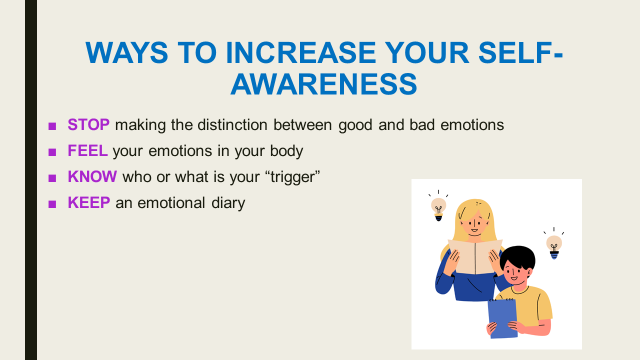 WAYS TO INCREASE YOUR SELF-
AWARENESS
■ STOP making the distinction between good and bad emotions
■ FEEL your emotions in your body
■ KNOW who or what is your “trigger”
■ KEEP an emotional diary